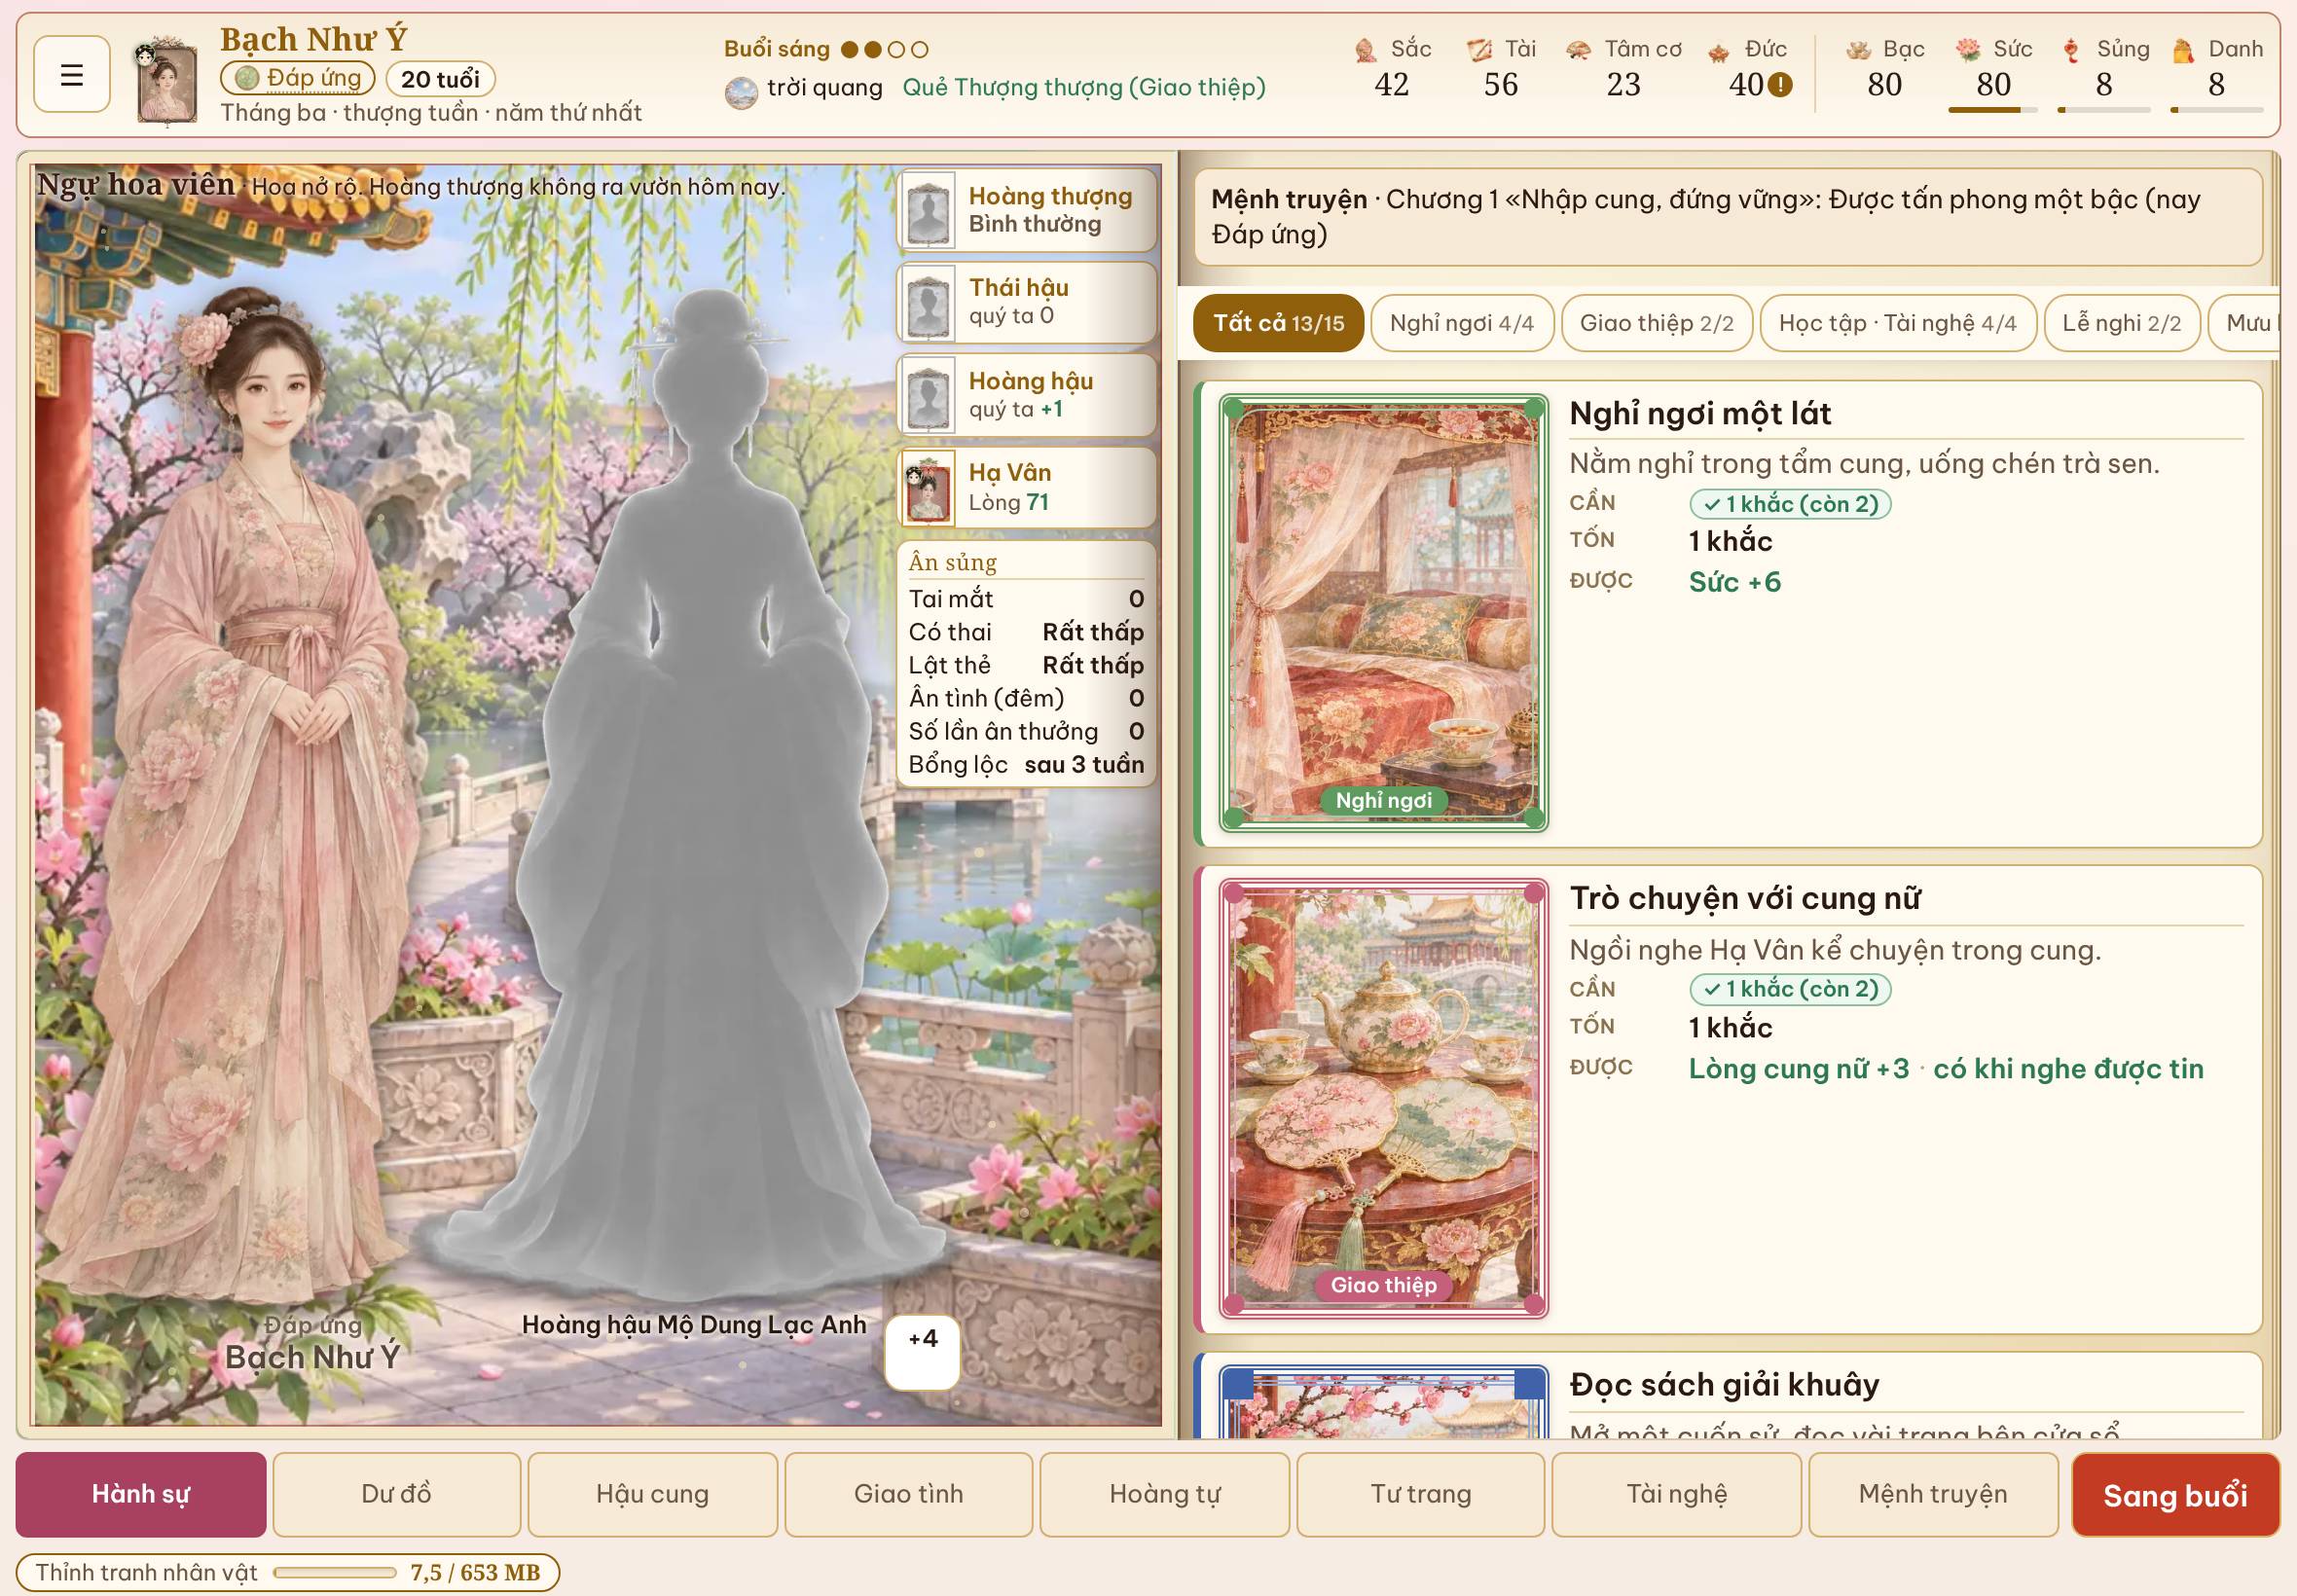 Bạch Như Ý
Đáp ứng 20 tuổi
Tháng ba · thượng tuần · năm thứ nhất
Buổi sáng
trời quang Quẻ Thượng thượng (Giao thiệp)
Sắc Tài Tâm cơ Đức Bạc Sức Sủng Danh
42 56 23 40 ! 80 80 8 8
Ngự hoa viên · Hoa nở rộ. Hoàng thượng không ra vườn hôm nay.
Hoàng thượng
Bình thường
Thái hậu
quý ta 0
Hoàng hậu
quý ta +1
Hạ Vân
Lòng 71
Ân sủng
Tai mắt 0
Có thai Rất thấp
Lật thẻ Rất thấp
Ân tình (đêm) 0
Số lần ân thưởng 0
Bổng lộc sau 3 tuần
Đáp ứng
Bạch Như Ý
Hoàng hậu Mộ Dung Lạc Anh
+4
Mệnh truyện · Chương 1 «Nhập cung, đứng vững»: Được tấn phong một bậc (nay
Đáp ứng)
Tất cả 13/15 Nghỉ ngơi 4/4 Giao thiệp 2/2 Học tập · Tài nghệ 4/4 Lễ nghi 2/2 Mưu
Nghỉ ngơi một lát
Nằm nghỉ trong tẩm cung, uống chén trà sen.
CẦN ✓ 1 khắc (còn 2)
TỐN 1 khắc
ĐƯỢC Sức +6
Nghỉ ngơi
Trò chuyện với cung nữ
Ngồi nghe Hạ Vân kể chuyện trong cung.
CẦN ✓ 1 khắc (còn 2)
TỐN 1 khắc
ĐƯỢC Lòng cung nữ +3 · có khi nghe được tin
Giao thiệp
Đọc sách giải khuây
Mở một cuốn sử, đọc vài trang bên cửa sổ.
Hành sự Dư đồ Hậu cung Giao tình Hoàng tự Tư trang Tài nghệ Mệnh truyện Sang buổi
Thỉnh tranh nhân vật 7,5 / 653 MB